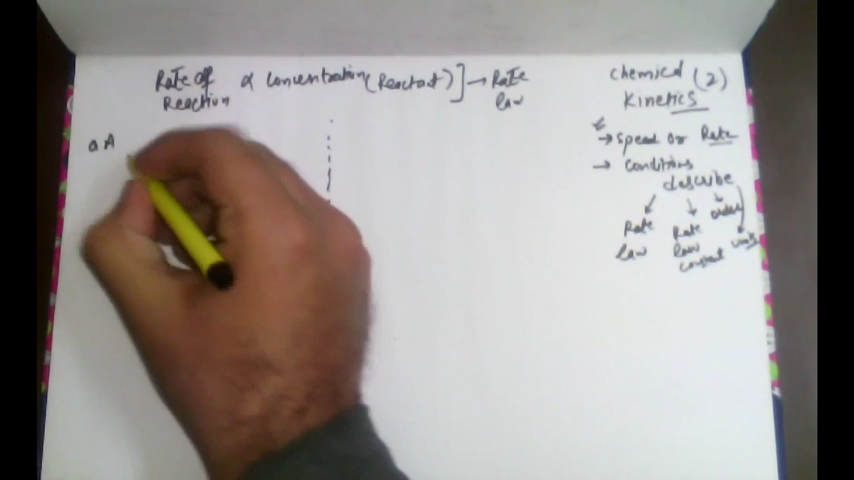 Rate of Reaction ∝ concentration (Reactant) ] → Rate law
a A
chemical (2)
Kinetics
→ speed or Rate
→ conditions
describe
Rate law
Rate law constant
order
units